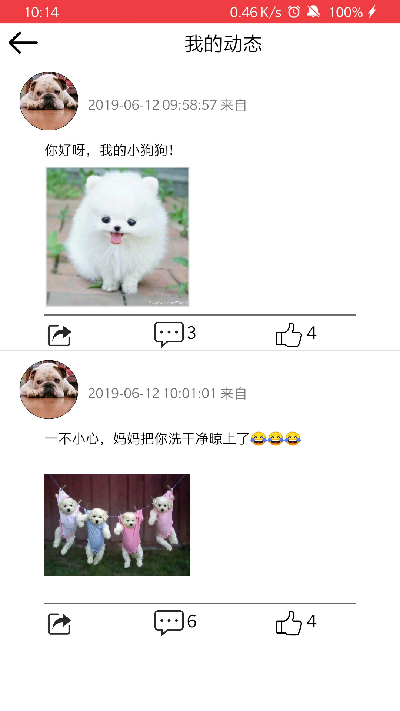 10:14 0.46 K/s 100%
我的动态
2019-06-12 09:58:57 来自
你好呀，我的小狗狗！
3 4
2019-06-12 10:01:01 来自
一不小心，妈妈把你洗干净晾上了😂😂😂
6 4